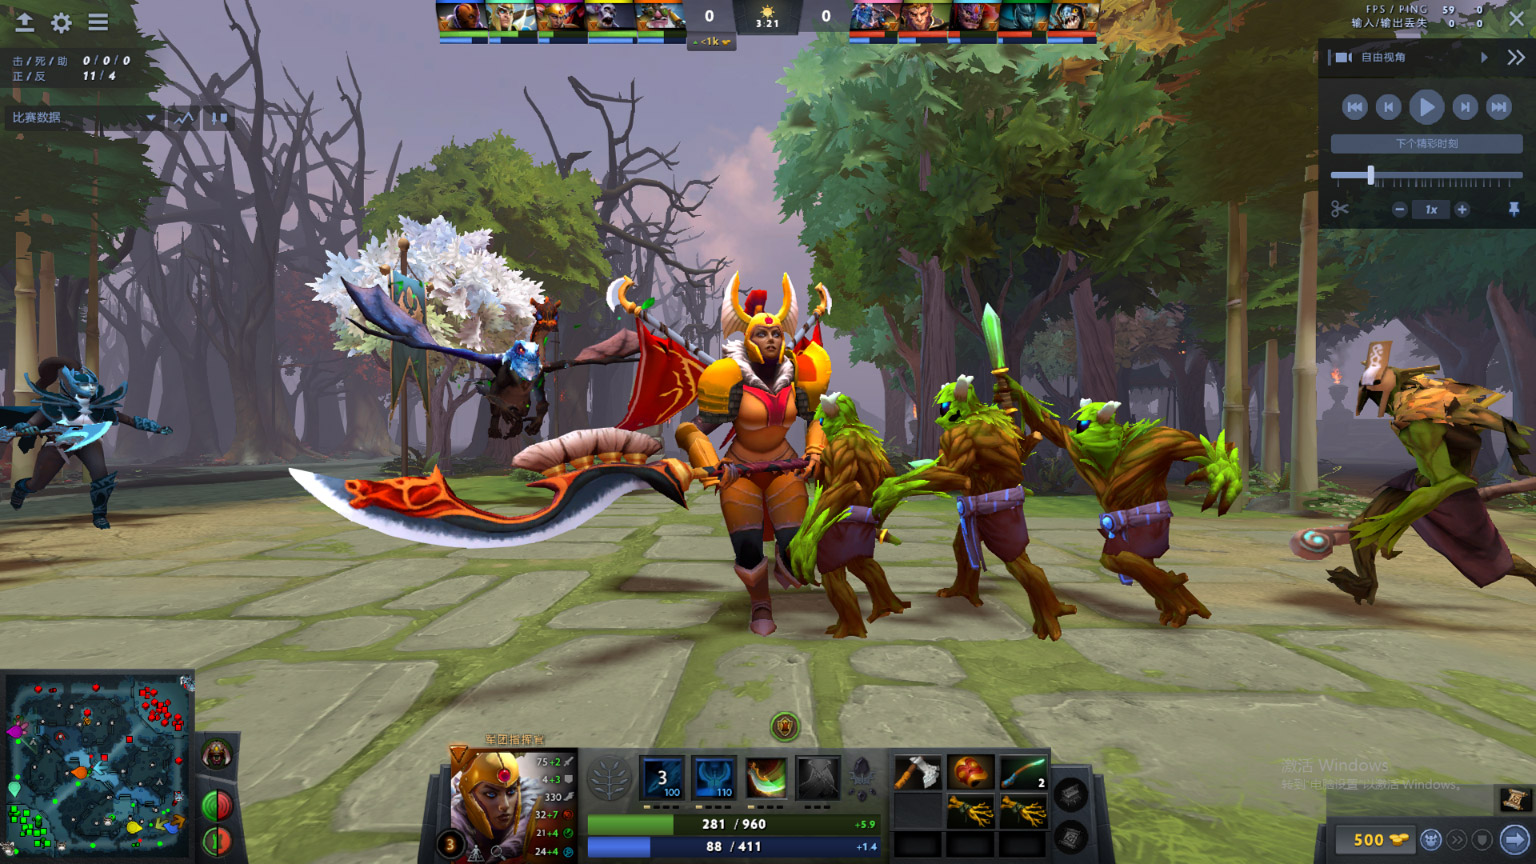 击/死/助 0/0/0
正/反 11/4
比赛数据
0
3:21
0
<1k
FPS / PING 59 0
输入/输出丢失 0 0
自由视角
下个精彩时刻
1x
军团指挥官
75+2
4+3
330
32+7
21+4
24+4
3
3
100
110
281 / 960
+5.9
88 / 411
+1.4
2
激活 Windows
转到"电脑设置"以激活 Windows。
500